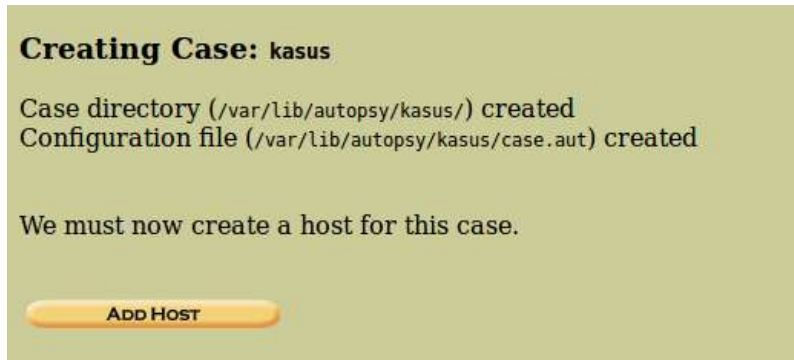 Creating Case: kasus
Case directory (/var/lib/autopsy/kasus/) created
Configuration file (/var/lib/autopsy/kasus/case.aut) created
We must now create a host for this case.
ADD HOST